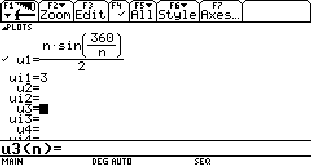 F1 F2 Zoom F3 Edit F4 ✓ F5 All F6 Style F7 Axes...
PLOTS
✓ u1=n·sin(360/n)/2
ui1=3
u2=
ui2=
u3=
ui3=
u4=
u3(n)=
MAIN DEG AUTO SEQ